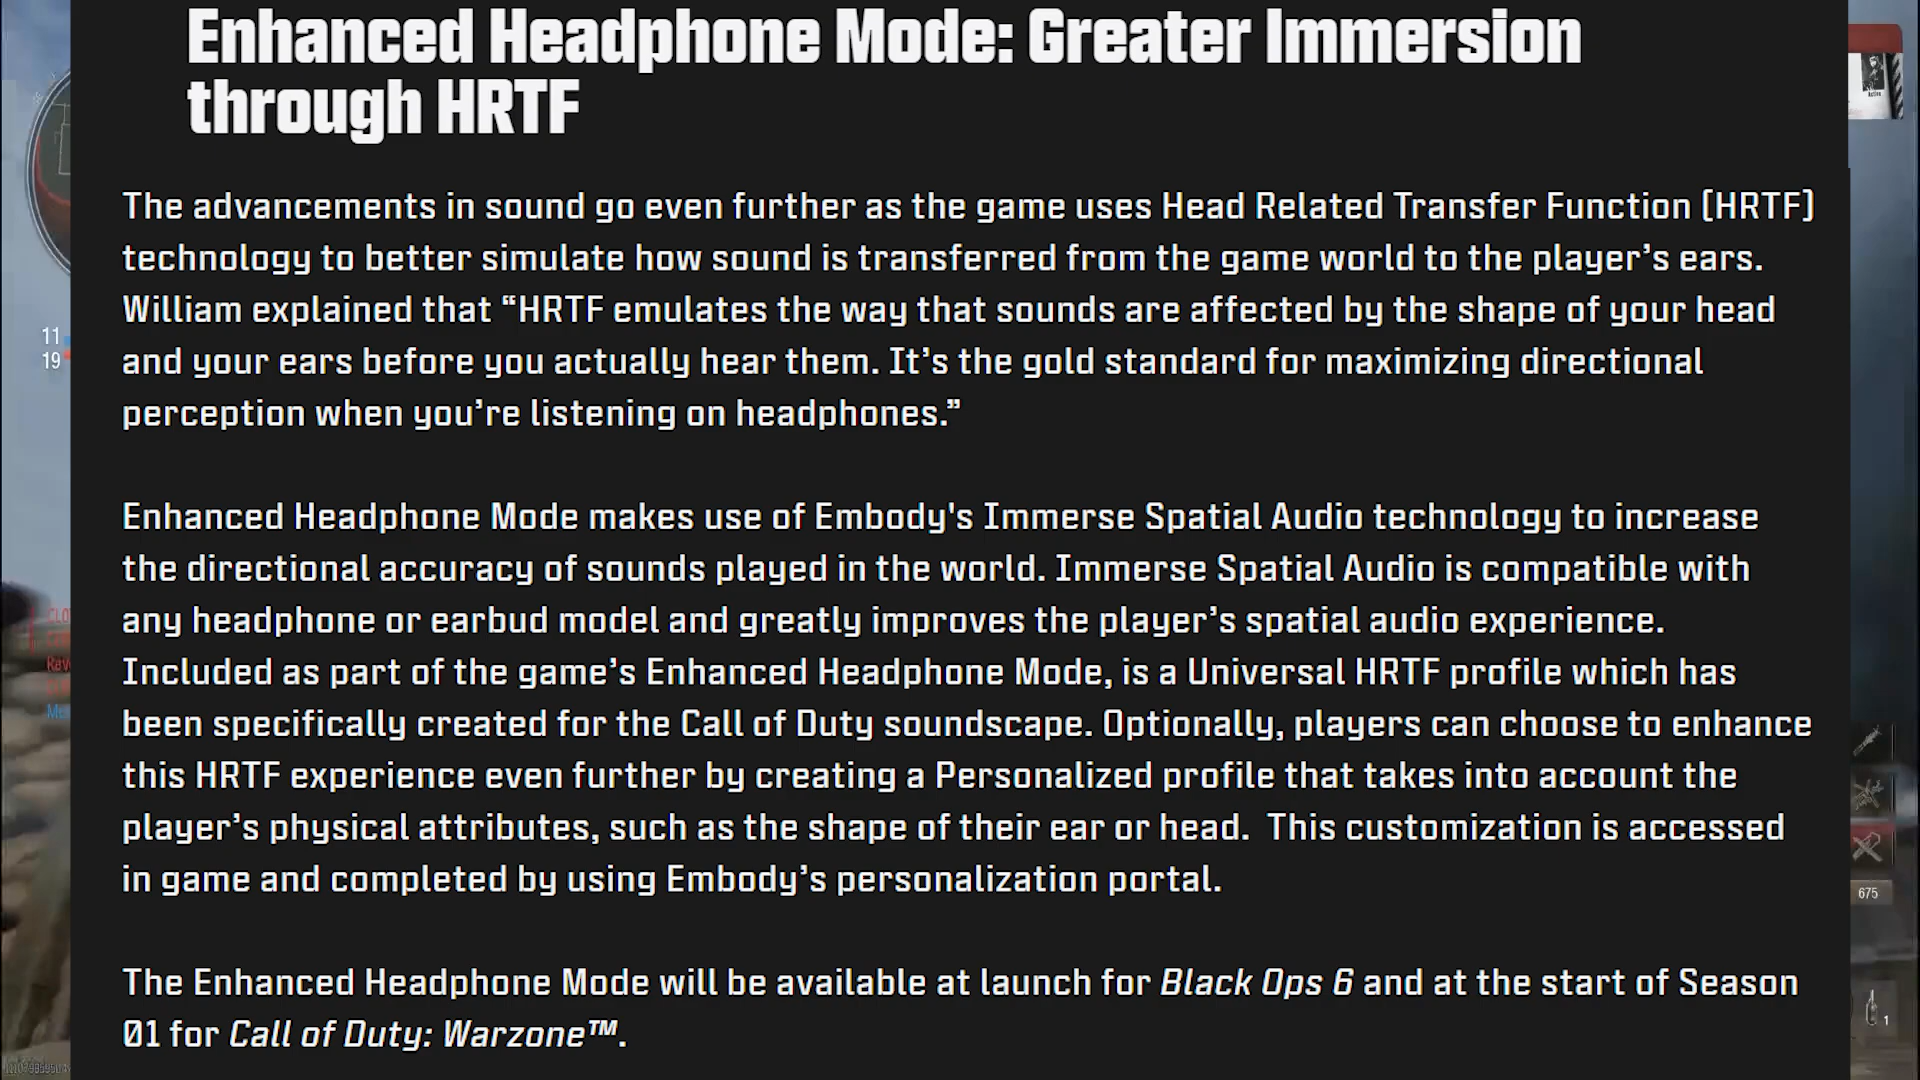 Enhanced Headphone Mode: Greater Immersion
through HRTF
The advancements in sound go even further as the game uses Head Related Transfer Function (HRTF)
technology to better simulate how sound is transferred from the game world to the player’s ears.
William explained that “HRTF emulates the way that sounds are affected by the shape of your head
and your ears before you actually hear them. It’s the gold standard for maximizing directional
perception when you’re listening on headphones.”
Enhanced Headphone Mode makes use of Embody's Immerse Spatial Audio technology to increase
the directional accuracy of sounds played in the world. Immerse Spatial Audio is compatible with
any headphone or earbud model and greatly improves the player’s spatial audio experience.
Included as part of the game’s Enhanced Headphone Mode, is a Universal HRTF profile which has
been specifically created for the Call of Duty soundscape. Optionally, players can choose to enhance
this HRTF experience even further by creating a Personalized profile that takes into account the
player’s physical attributes, such as the shape of their ear or head.  This customization is accessed
in game and completed by using Embody’s personalization portal.
The Enhanced Headphone Mode will be available at launch for Black Ops 6 and at the start of Season
01 for Call of Duty: Warzone™.
11
19
675
1